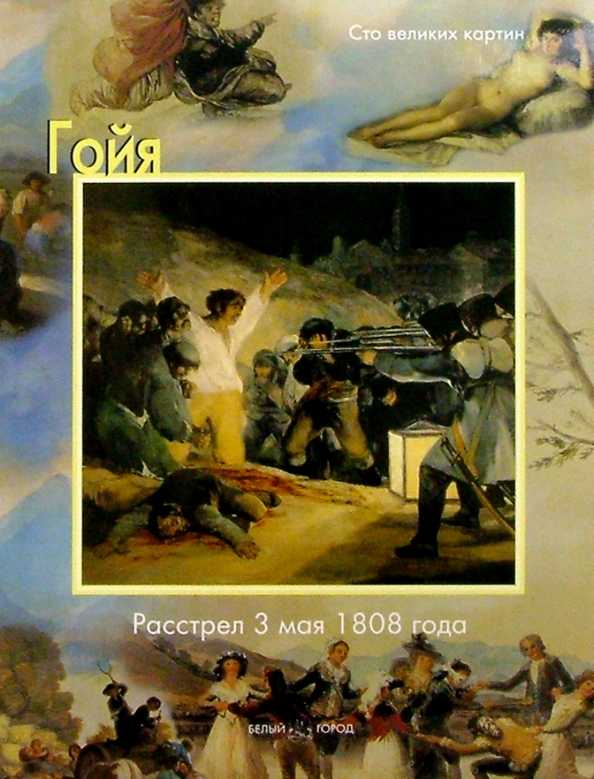 Сто великих картин
Гойя
Расстрел 3 мая 1808 года
БЕЛЫЙ ГОРОД